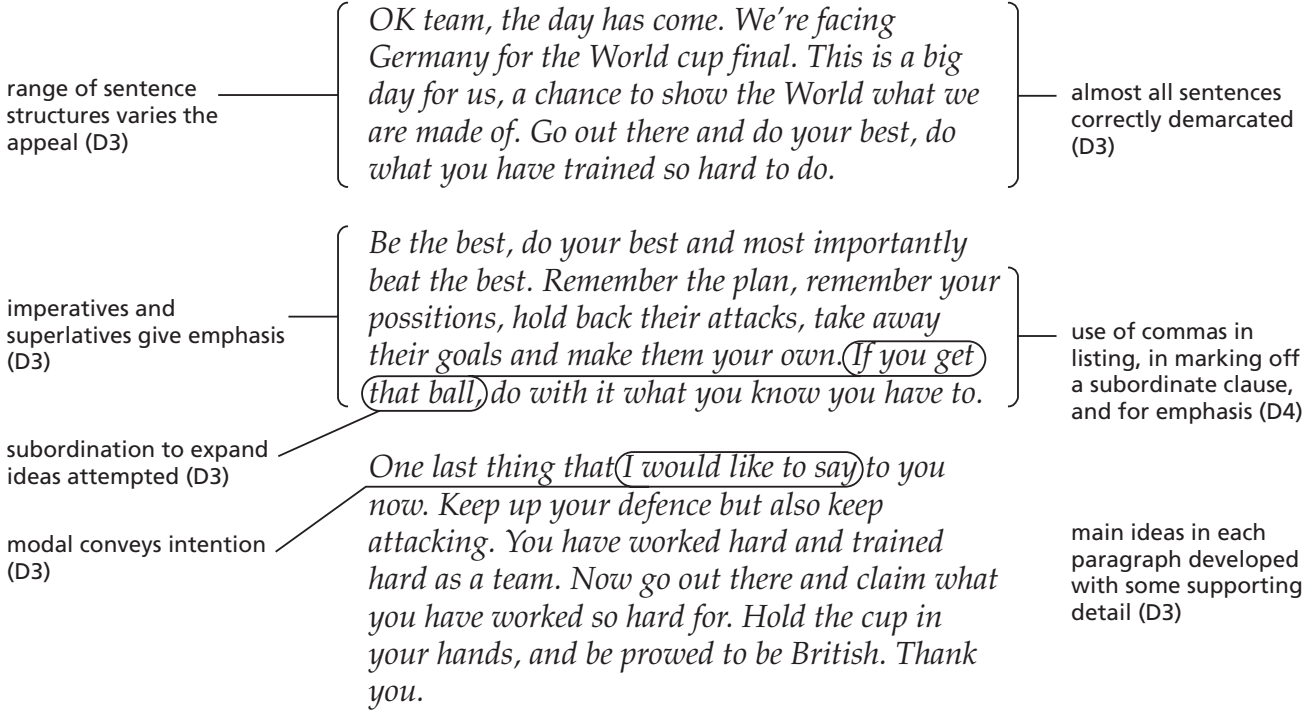 range of sentence
structures varies the
appeal (D3)
OK team, the day has come. We're facing
Germany for the World cup final. This is a big
day for us, a chance to show the World what we
are made of. Go out there and do your best, do
what you have trained so hard to do.
almost all sentences
correctly demarcated
(D3)
imperatives and
superlatives give emphasis
(D3)
Be the best, do your best and most importantly
beat the best. Remember the plan, remember your
possitions, hold back their attacks, take away
their goals and make them your own. If you get
that ball, do with it what you know you have to.
use of commas in
listing, in marking off
a subordinate clause,
and for emphasis (D4)
subordination to expand
ideas attempted (D3)
modal conveys intention
(D3)
One last thing that I would like to say to you
now. Keep up your defence but also keep
attacking. You have worked hard and trained
hard as a team. Now go out there and claim what
you have worked so hard for. Hold the cup in
your hands, and be prowed to be British. Thank
you.
main ideas in each
paragraph developed
with some supporting
detail (D3)